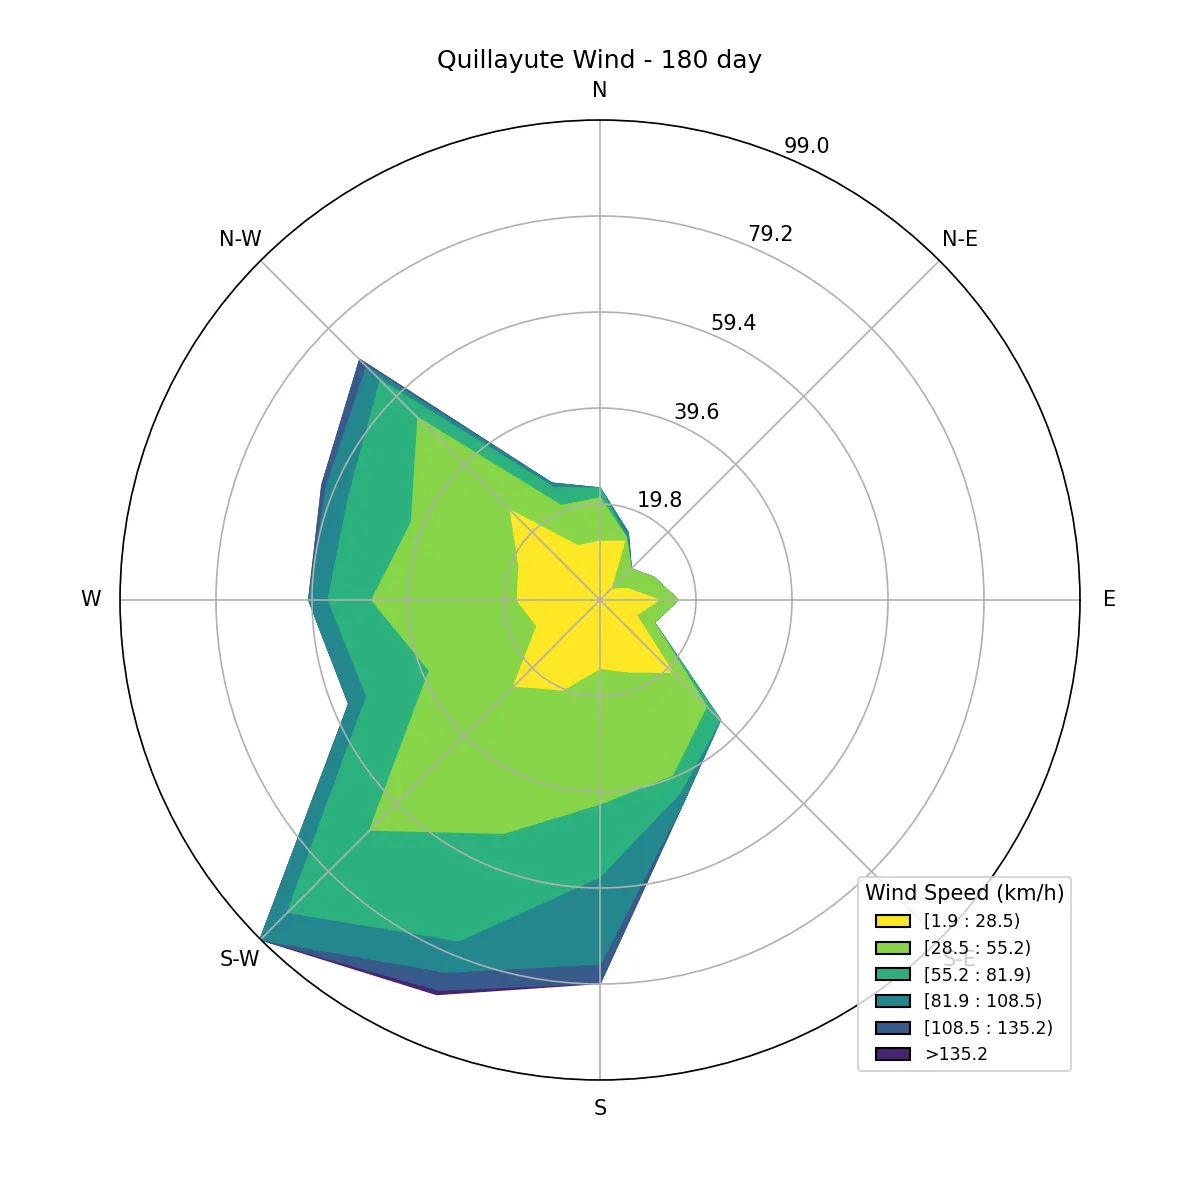 Quillayute Wind - 180 day
N
99.0
79.2
N-W
N-E
59.4
39.6
19.8
W
E
Wind Speed (km/h)
[1.9 : 28.5)
[28.5 : 55.2)
S-W
S-E
[55.2 : 81.9)
[81.9 : 108.5)
[108.5 : 135.2)
>135.2
S